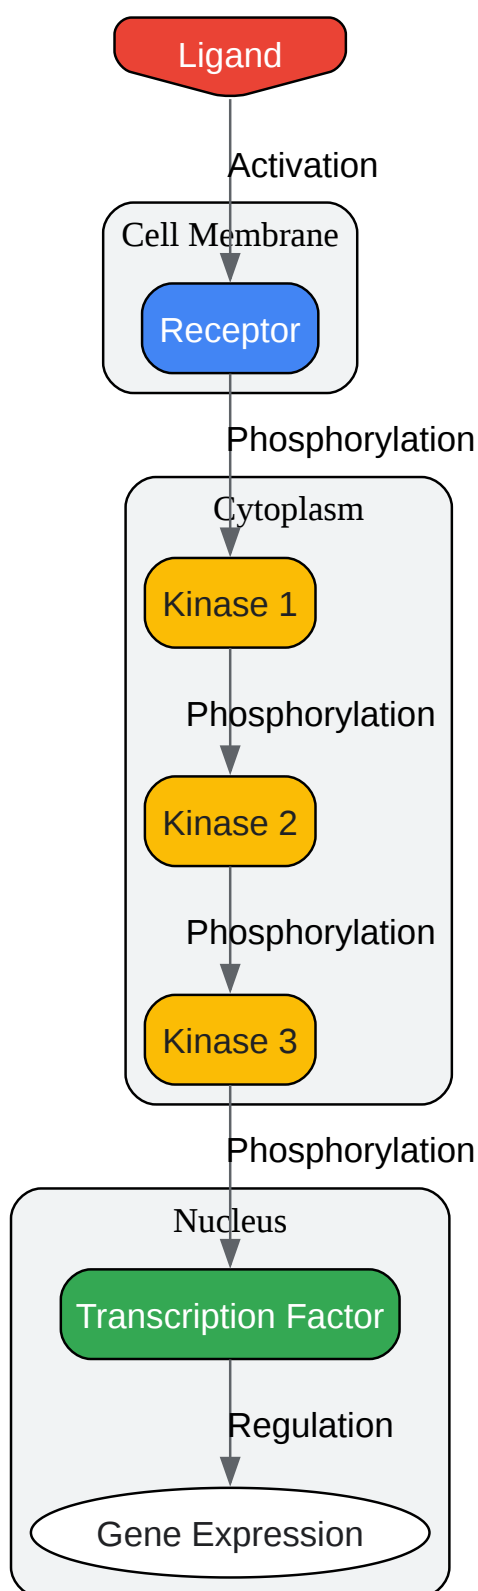 Ligand
Activation
Cell Membrane
Receptor
Phosphorylation
Cytoplasm
Kinase 1
Phosphorylation
Kinase 2
Phosphorylation
Kinase 3
Phosphorylation
Nucleus
Transcription Factor
Regulation
Gene Expression